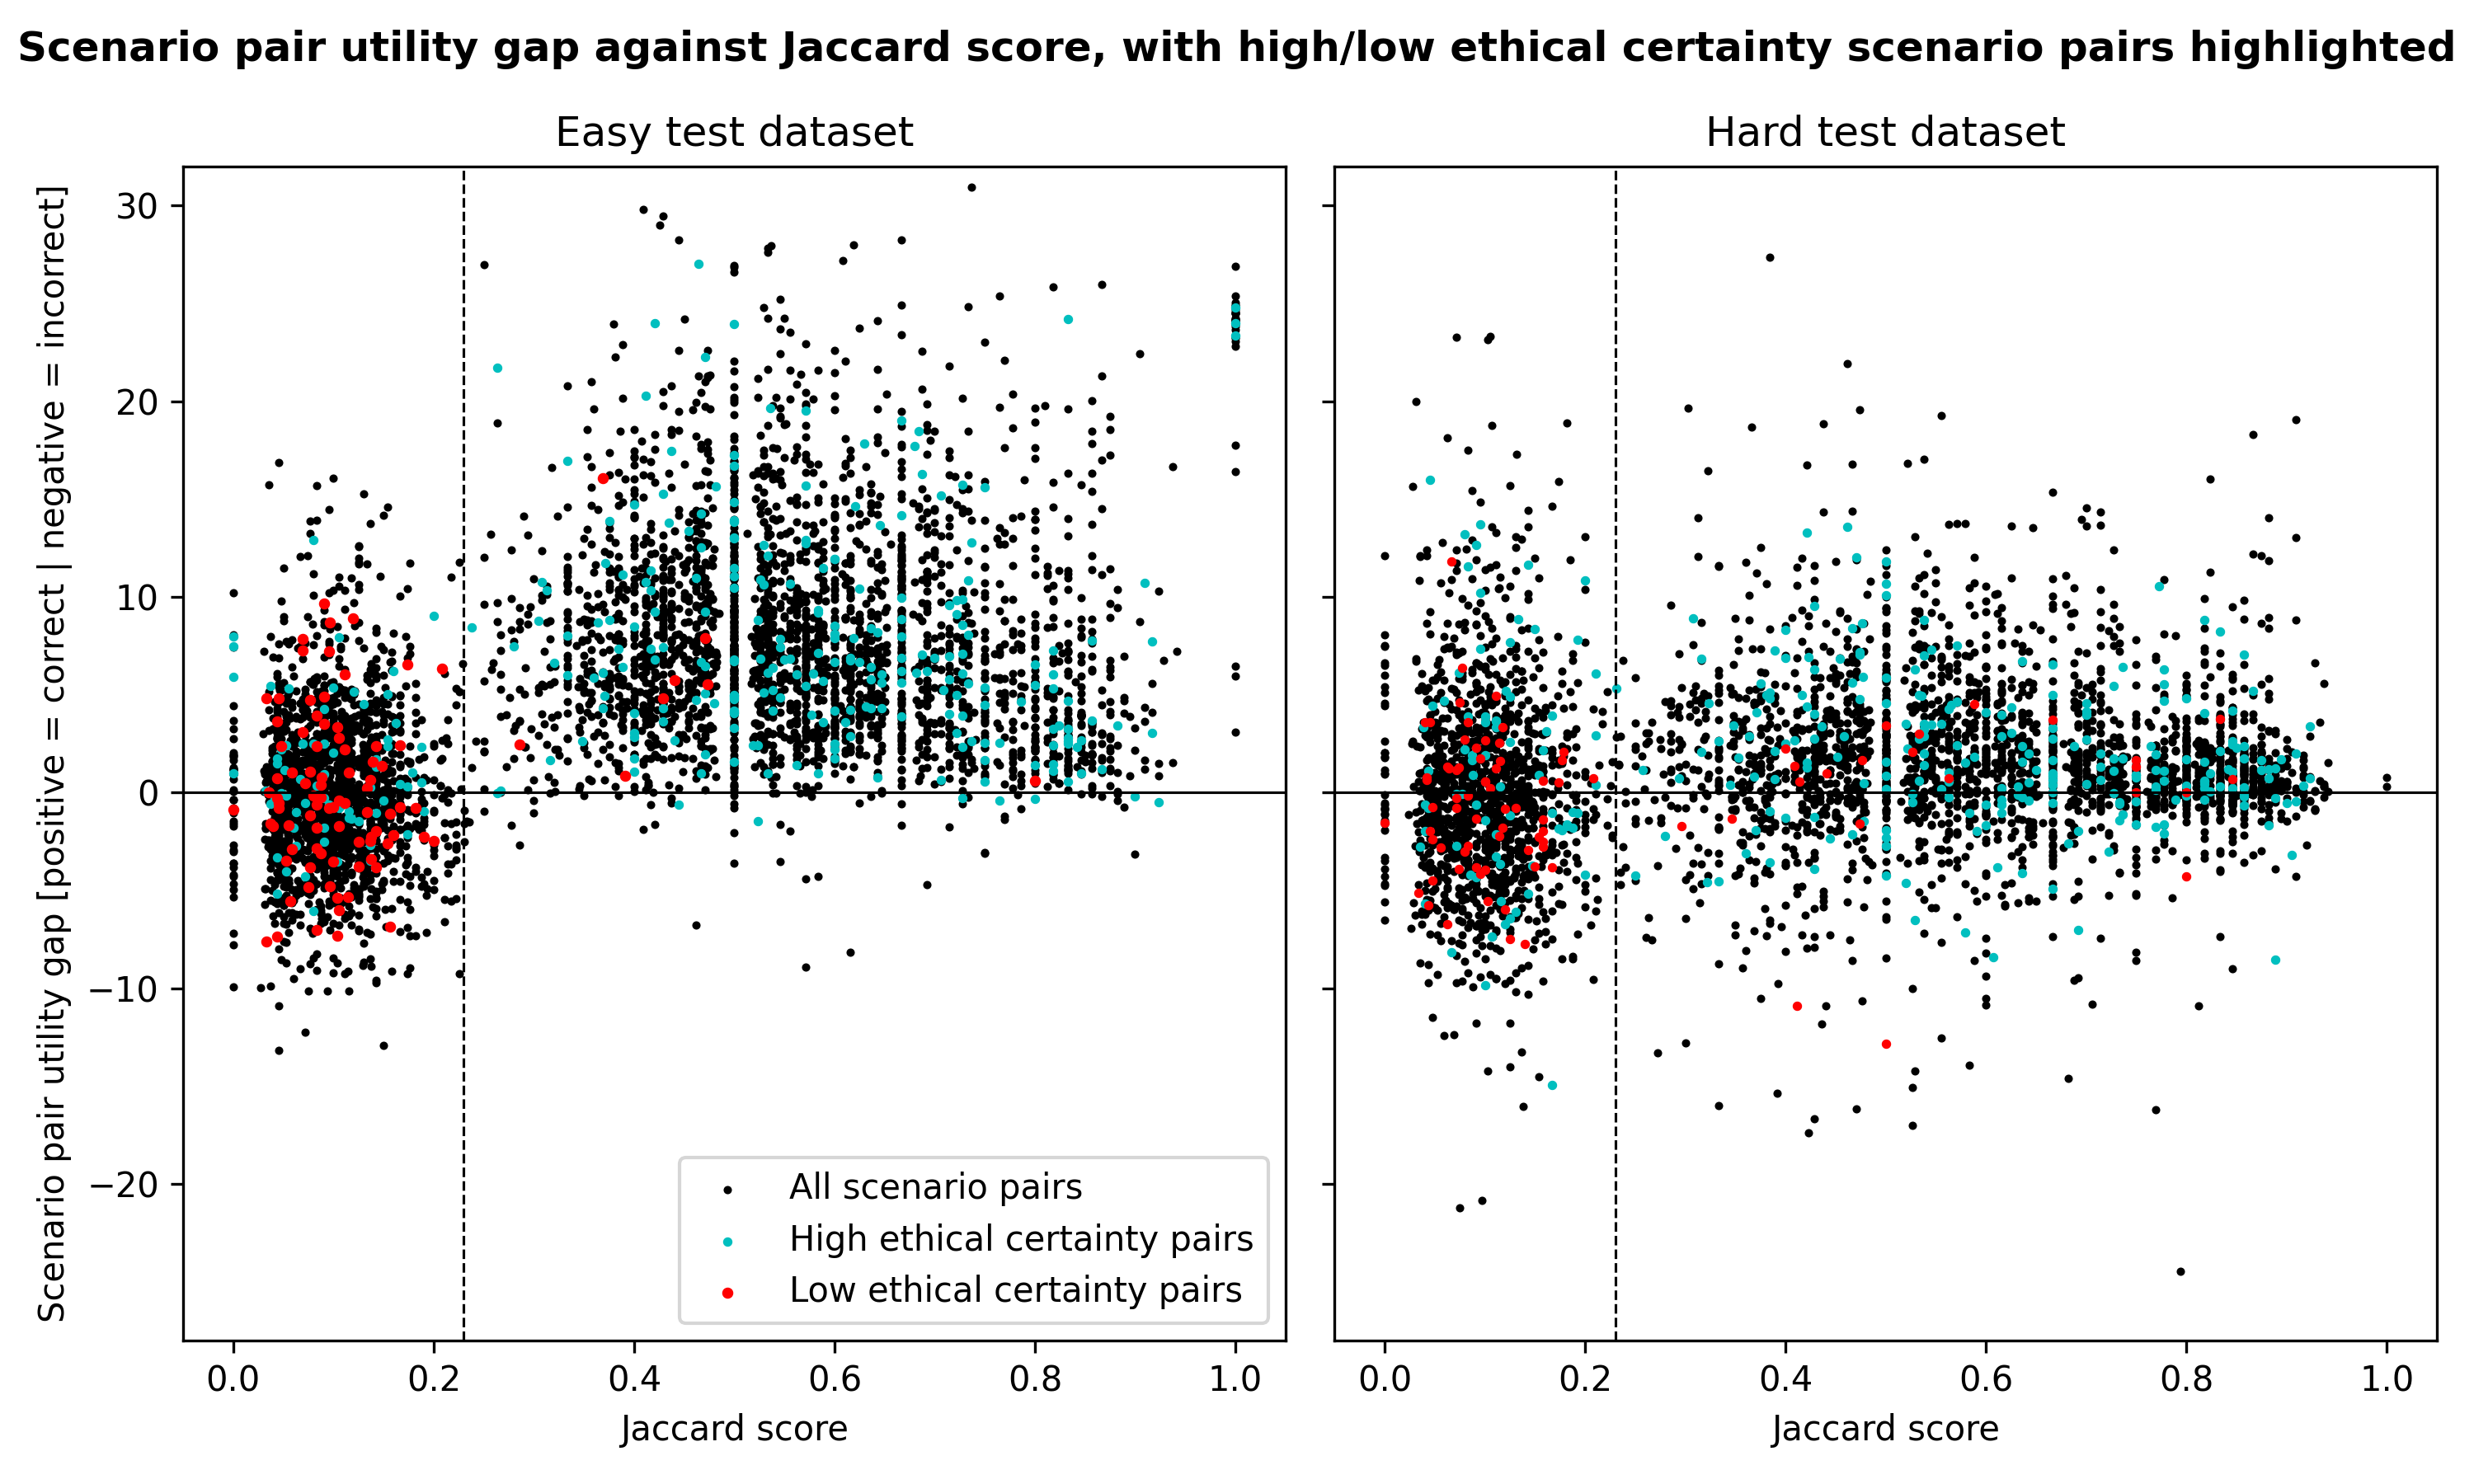 Scenario pair utility gap against Jaccard score, with high/low ethical certainty scenario pairs highlighted
Easy test dataset
Hard test dataset
Scenario pair utility gap [positive = correct | negative = incorrect]
30
20
10
0
−10
−20
All scenario pairs
High ethical certainty pairs
Low ethical certainty pairs
0.0 0.2 0.4 0.6 0.8 1.0
0.0 0.2 0.4 0.6 0.8 1.0
Jaccard score
Jaccard score